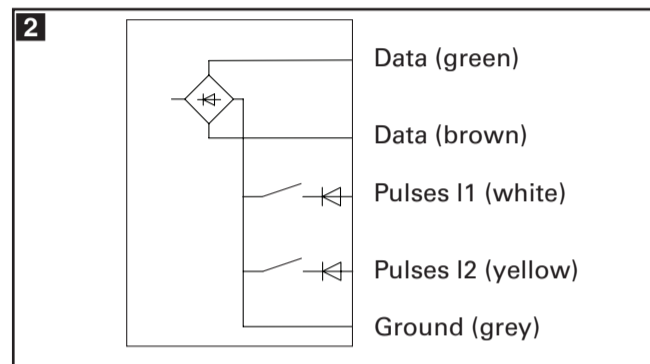 2
Data (green)
Data (brown)
Pulses I1 (white)
Pulses I2 (yellow)
Ground (grey)